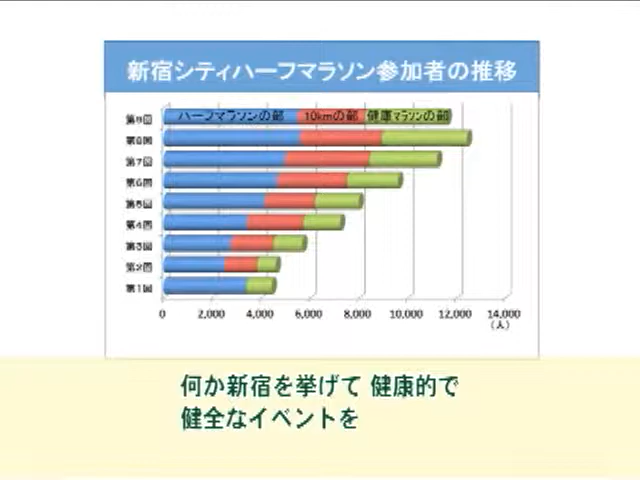 新宿シティハーフマラソン参加者の推移
第9回 ハーフマラソンの部 10kmの部 健康マラソンの部
第8回
第7回
第6回
第5回
第4回
第3回
第2回
第1回
0 2,000 4,000 6,000 8,000 10,000 12,000 14,000
(人)
何か新宿を挙げて 健康的で
健全なイベントを